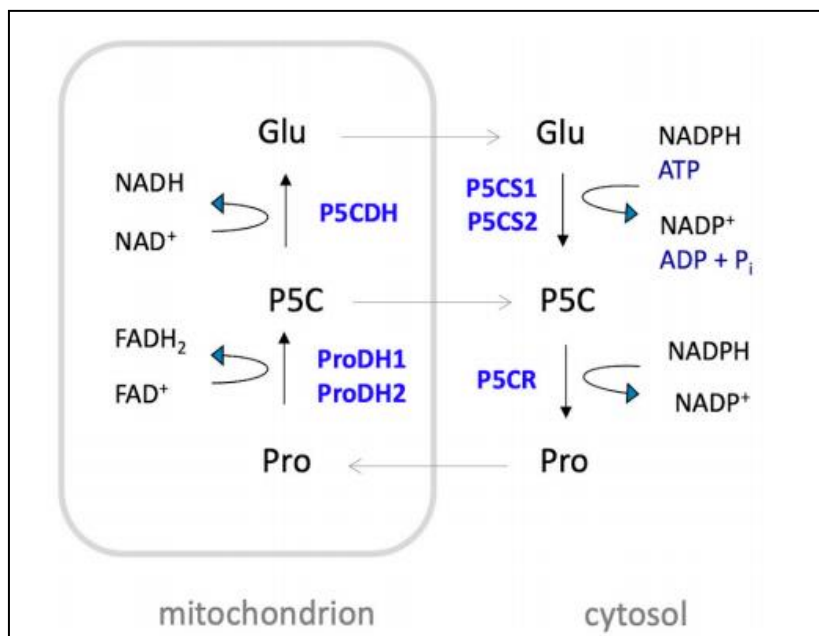 Glu
Glu
NADPH
ATP
NADH
P5CDH
P5CS1
P5CS2
NAD⁺
NADP⁺
ADP + Pᵢ
P5C
P5C
FADH₂
ProDH1
ProDH2
FAD⁺
P5CR
NADPH
NADP⁺
Pro
Pro
mitochondrion
cytosol